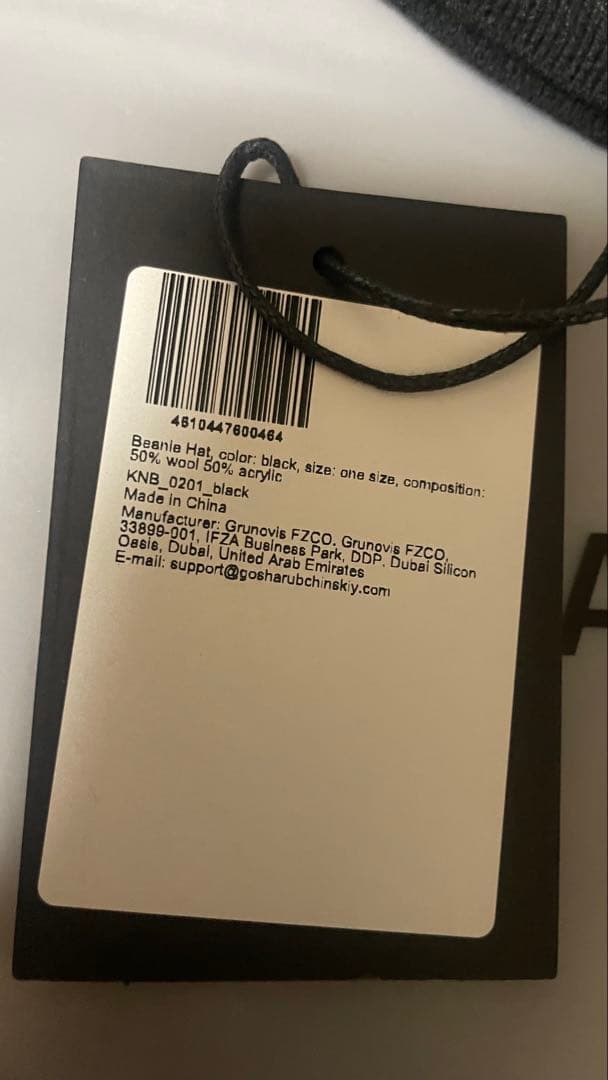 4610447600464
Beanie Hat, color: black, size: one size, composition:
50% wool 50% acrylic
KNB_0201_black
Made in China
Manufacturer: Grunovis FZCO. Grunovis FZCO,
33899-001, IFZA Business Park, DDP, Dubai Silicon
Oasis, Dubai, United Arab Emirates
E-mail: support@gosharubchinskiy.com